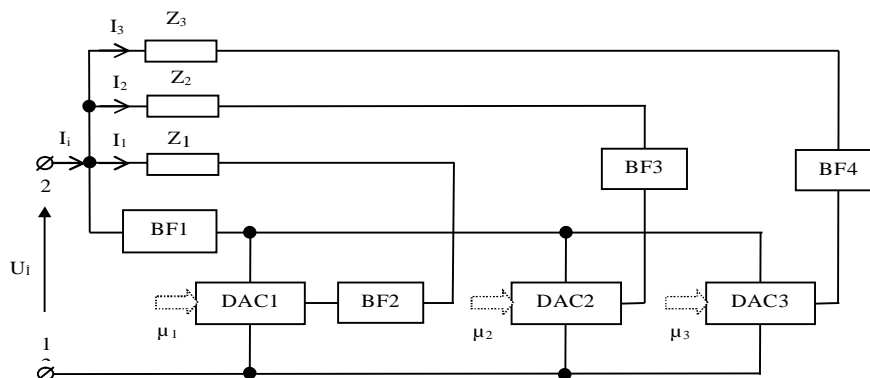 I3 Z3
I2 Z2
Ii I1 Z1
2
BF3 BF4
BF1
Ui
DAC1 BF2 DAC2 DAC3
μ1 μ2 μ3
1